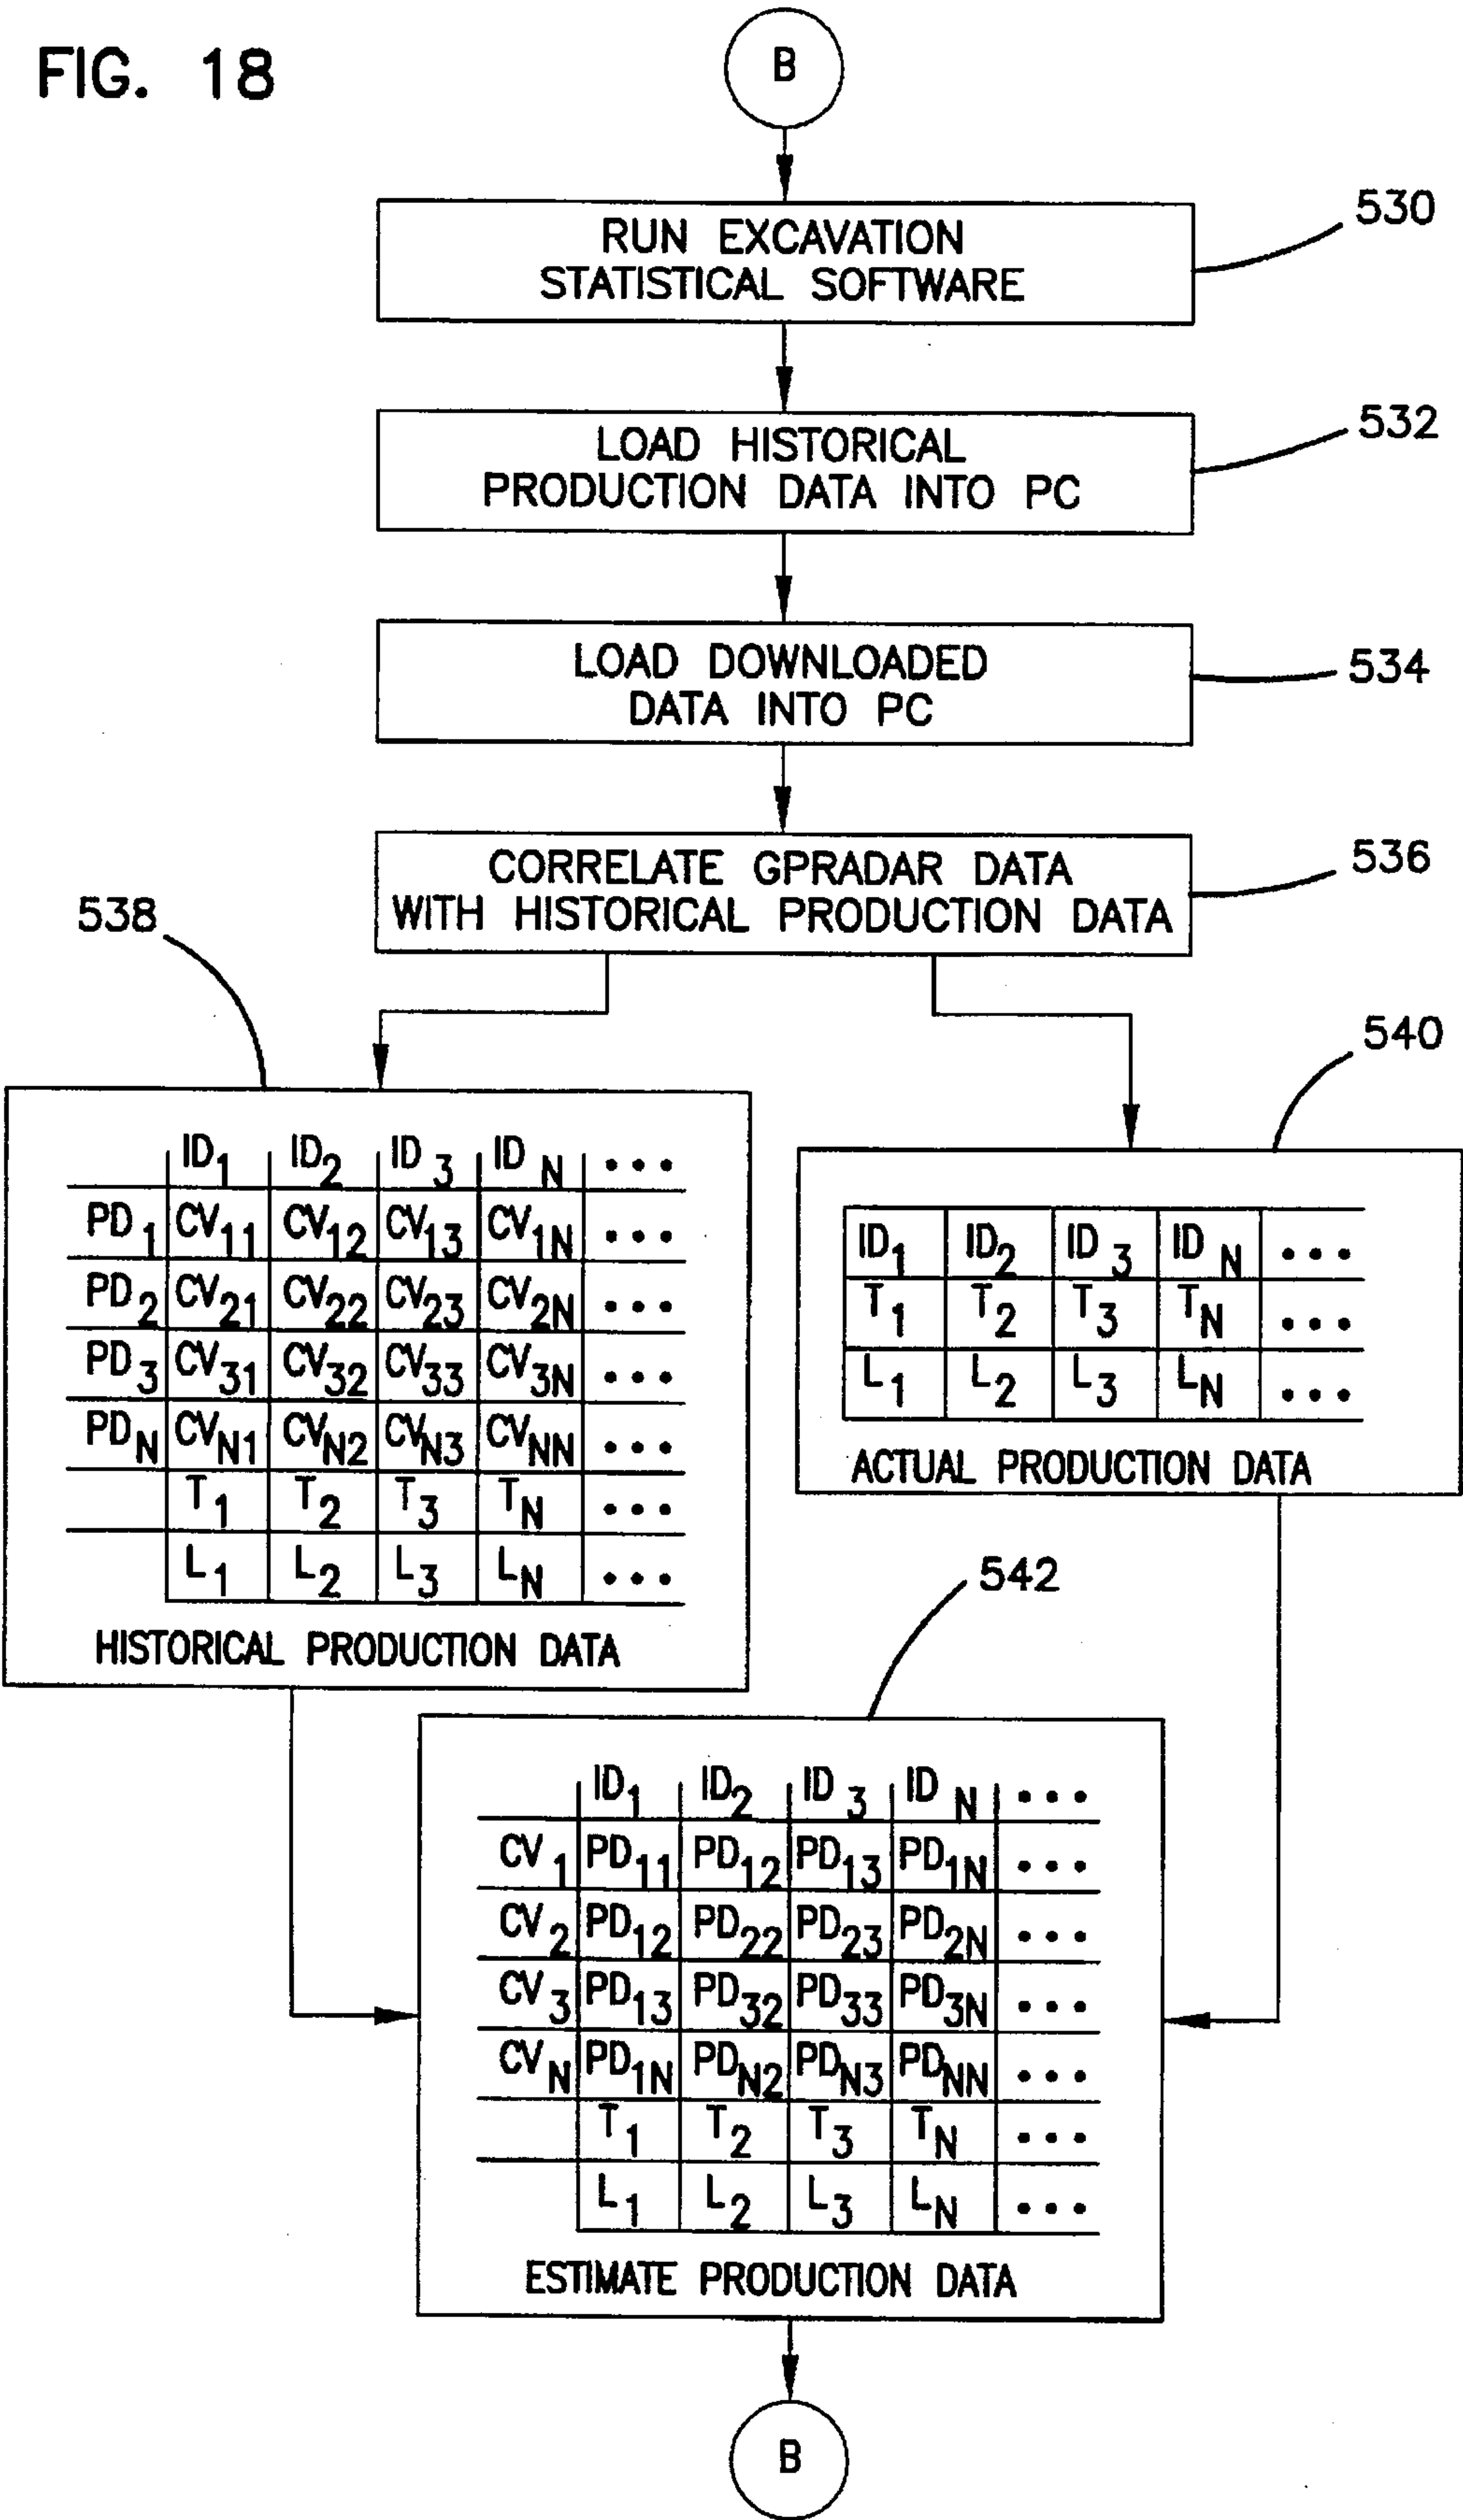 FIG. 18
B
RUN EXCAVATION
STATISTICAL SOFTWARE
530
LOAD HISTORICAL
PRODUCTION DATA INTO PC
532
LOAD DOWNLOADED
DATA INTO PC
534
CORRELATE GPRADAR DATA
WITH HISTORICAL PRODUCTION DATA
536
538
ID1 ID2 ID3 IDN •••
PD1 CV11 CV12 CV13 CV1N •••
PD2 CV21 CV22 CV23 CV2N •••
PD3 CV31 CV32 CV33 CV3N •••
PDN CVN1 CVN2 CVN3 CVNN •••
T1 T2 T3 TN •••
L1 L2 L3 LN •••
HISTORICAL PRODUCTION DATA
540
ID1 ID2 ID3 IDN •••
T1 T2 T3 TN •••
L1 L2 L3 LN •••
ACTUAL PRODUCTION DATA
542
ID1 ID2 ID3 IDN •••
CV1 PD11 PD12 PD13 PD1N •••
CV2 PD12 PD22 PD23 PD2N •••
CV3 PD13 PD32 PD33 PD3N •••
CVN PD1N PDN2 PDN3 PDNN •••
T1 T2 T3 TN •••
L1 L2 L3 LN •••
ESTIMATE PRODUCTION DATA
B